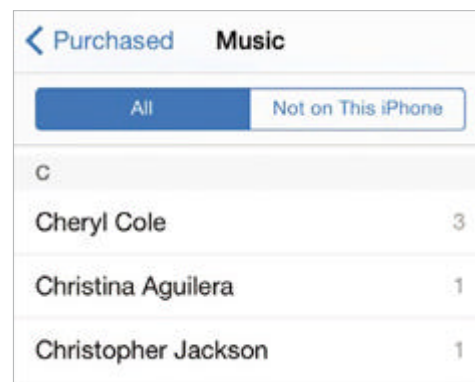 Purchased Music
All Not on This iPhone
C
Cheryl Cole 3
Christina Aguilera 1
Christopher Jackson 1